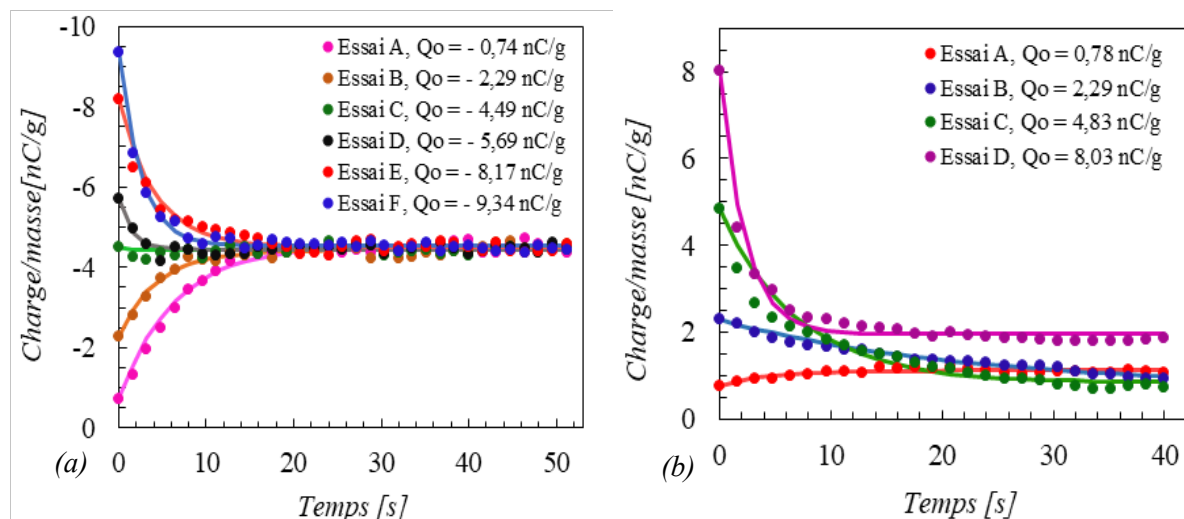 -10
-8
-6
-4
-2
0
Charge/masse[nC/g]
Essai A, Qo = - 0,74 nC/g
Essai B, Qo = - 2,29 nC/g
Essai C, Qo = - 4,49 nC/g
Essai D, Qo = - 5,69 nC/g
Essai E, Qo = - 8,17 nC/g
Essai F, Qo = - 9,34 nC/g
0 10 20 30 40 50
(a)
Temps [s]
8
6
4
2
0
Charge/masse [nC/g]
Essai A, Qo = 0,78 nC/g
Essai B, Qo = 2,29 nC/g
Essai C, Qo = 4,83 nC/g
Essai D, Qo = 8,03 nC/g
0 10 20 30 40
(b)
Temps [s]